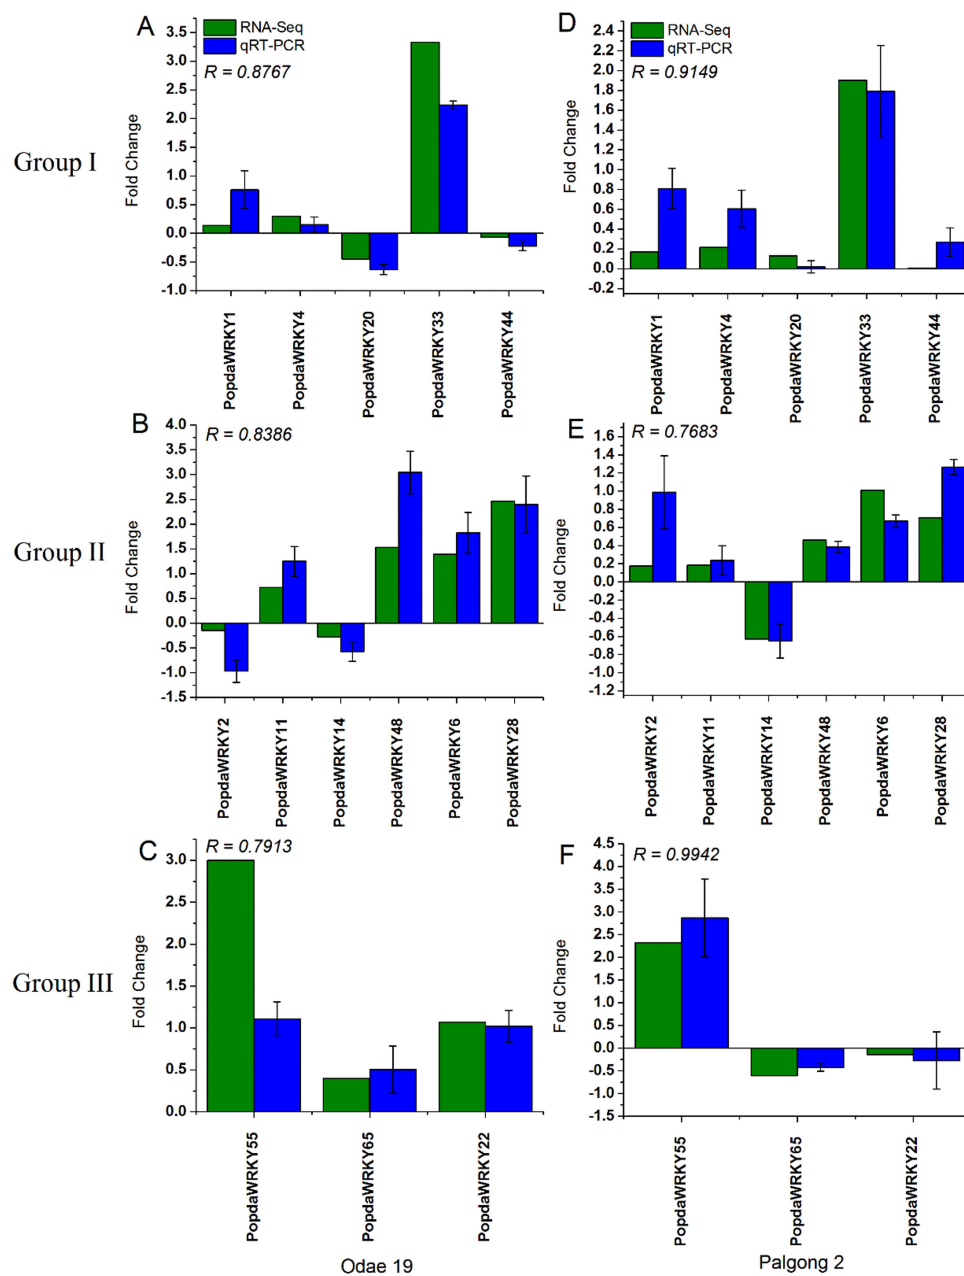 A
RNA-Seq
qRT-PCR
R = 0.8767
3.5
3.0
2.5
2.0
1.5
1.0
0.5
0.0
-0.5
-1.0
Fold Change
PopdaWRKY1
PopdaWRKY4
PopdaWRKY20
PopdaWRKY33
PopdaWRKY44
D
RNA-Seq
qRT-PCR
R = 0.9149
2.4
2.2
2.0
1.8
1.6
1.4
1.2
1.0
0.8
0.6
0.4
0.2
0.0
-0.2
Fold Change
PopdaWRKY1
PopdaWRKY4
PopdaWRKY20
PopdaWRKY33
PopdaWRKY44
Group I
B
R = 0.8386
4.0
3.5
3.0
2.5
2.0
1.5
1.0
0.5
0.0
-0.5
-1.0
-1.5
Fold Change
PopdaWRKY2
PopdaWRKY11
PopdaWRKY14
PopdaWRKY48
PopdaWRKY6
PopdaWRKY28
E
R = 0.7683
1.6
1.4
1.2
1.0
0.8
0.6
0.4
0.2
0.0
-0.2
-0.4
-0.6
-0.8
-1.0
-1.2
Fold Change
PopdaWRKY2
PopdaWRKY11
PopdaWRKY14
PopdaWRKY48
PopdaWRKY6
PopdaWRKY28
Group II
C
R = 0.7913
3.0
2.5
2.0
1.5
1.0
0.5
0.0
Fold Change
PopdaWRKY55
PopdaWRKY65
PopdaWRKY22
F
R = 0.9942
4.5
4.0
3.5
3.0
2.5
2.0
1.5
1.0
0.5
0.0
-0.5
-1.0
-1.5
Fold Change
PopdaWRKY55
PopdaWRKY65
PopdaWRKY22
Group III
Odae 19
Palgong 2